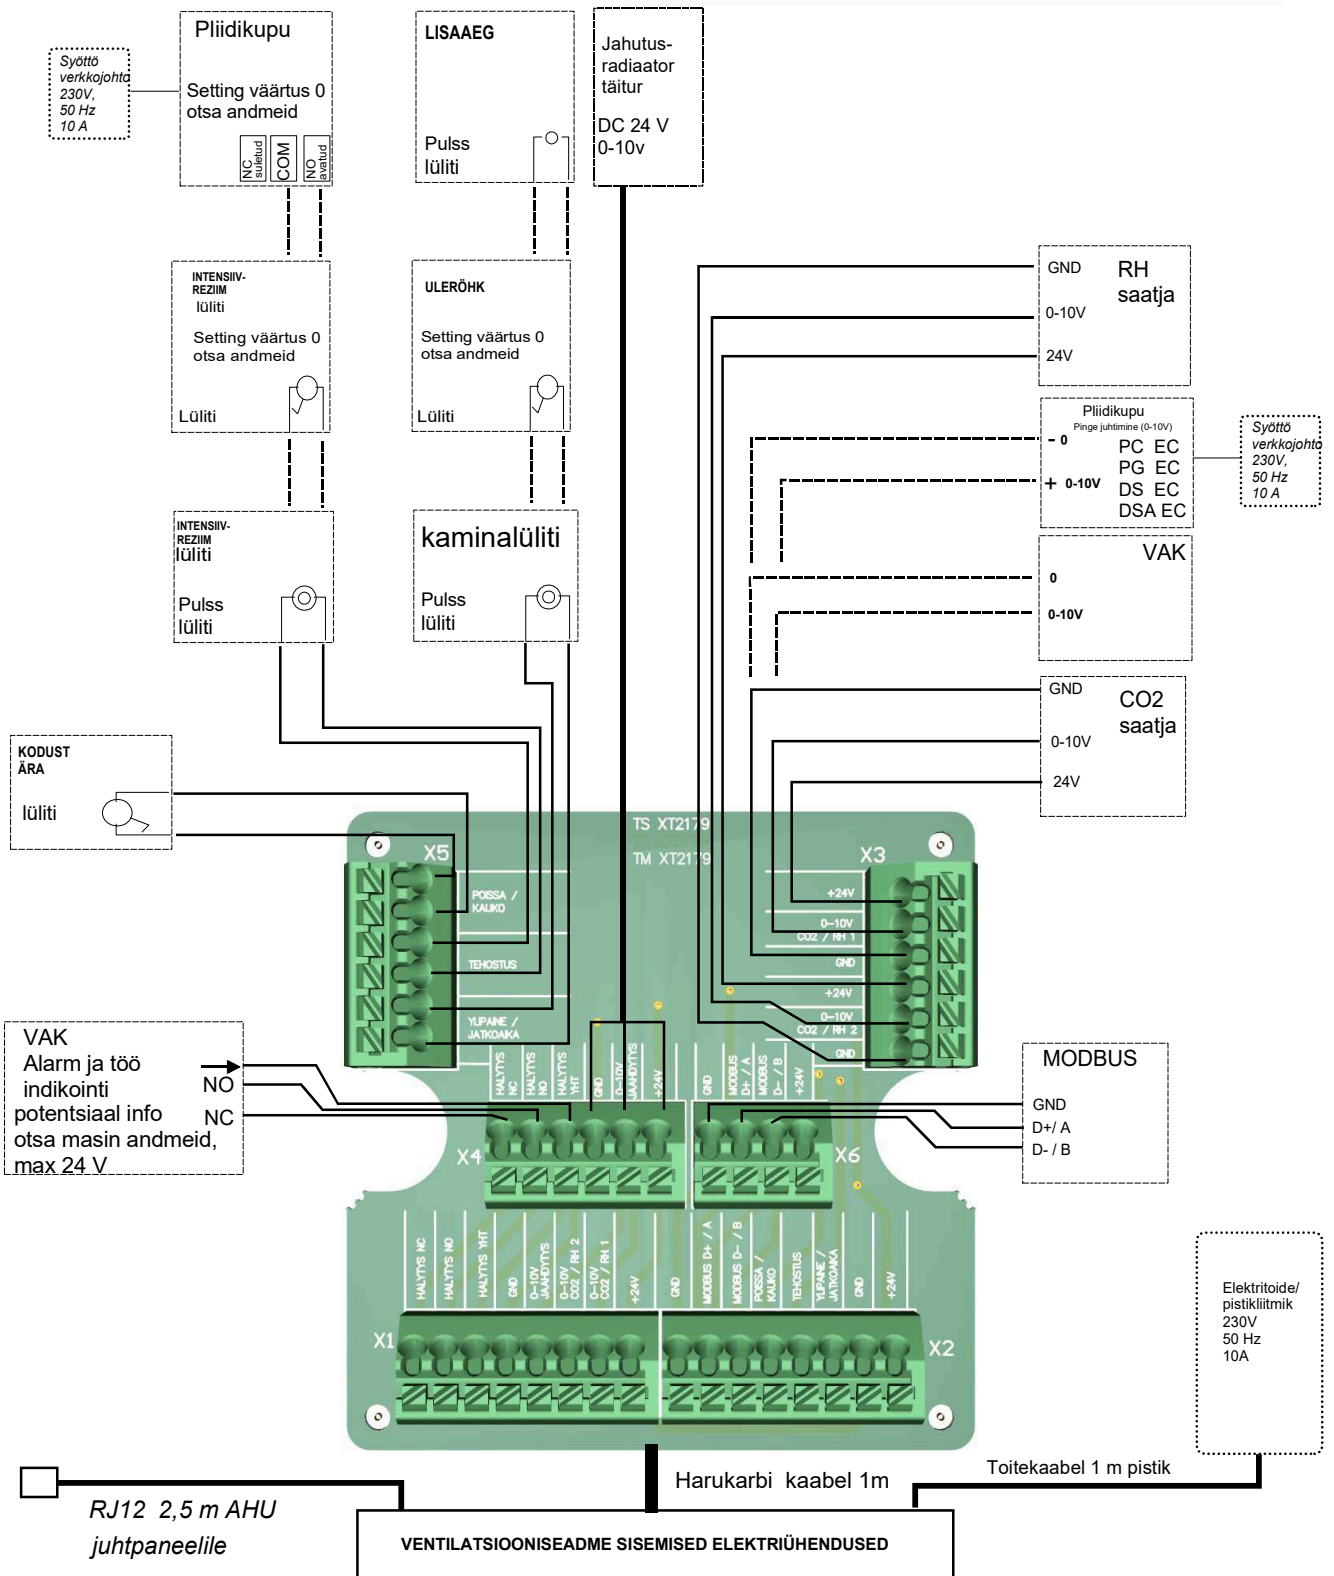 Syöttö
verkkojohto
230V,
50 Hz
10 A
Pliidikupu
Setting väärtus 0
otsa andmeid
NC
suletud
COM
NO
avatud
LISAAEG
Pulss
lüliti
Jahutus-
radiaator
täitur
DC 24 V
0-10v
INTENSIIV-
REZIIM
lüliti
Setting väärtus 0
otsa andmeid
Lüliti
ULERÖHK
Setting väärtus 0
otsa andmeid
Lüliti
GND
RH
saatja
0-10V
24V
Pliidikupu
Pinge juhtimine (0-10V)
- 0
+ 0-10V
PC EC
PG EC
DS EC
DSA EC
Syöttö
verkkojohto
230V,
50 Hz
10 A
INTENSIIV-
REZIIM
lüliti
Pulss
lüliti
kaminalüliti
Pulss
lüliti
VAK
0
0-10V
GND
CO2
saatja
0-10V
24V
KODUST
ÄRA
lüliti
TS XT2179
TM XT2179
X5
POISSA /
KAUKO
TEHOSTUS
YLIPAINE /
JATKOAIKA
X3
+24V
0-10V
CO2 / RH 1
GND
+24V
0-10V
CO2 / RH 2
GND
VAK
Alarm ja töö
indikointi
potentsiaal info
otsa masin andmeid,
max 24 V
NO
NC
HALYTYS
NC
HALYTYS
NO
HALYTYS
YHT
GND
0-10V
JAAHDYTYS
+24V
X4
GND
MODBUS
D+ / A
MODBUS
D- / B
+24V
X6
MODBUS
GND
D+/ A
D- / B
HALYTYS NC
HALYTYS NO
HALYTYS YHT
GND
0-10V
JAAHDYTYS
0-10V
CO2 / RH 2
0-10V
CO2 / RH 1
+24V
X1
GND
MODBUS D+ / A
MODBUS D- / B
POISSA /
KAUKO
TEHOSTUS
YLIPAINE /
JATKOAIKA
GND
+24V
X2
Elektritoide/
pistikliitmik
230V
50 Hz
10A
RJ12 2,5 m AHU
juhtpaneelile
Harukarbi kaabel 1m
Toitekaabel 1 m pistik
VENTILATSIOONISEADME SISEMISED ELEKTRIÜHENDUSED